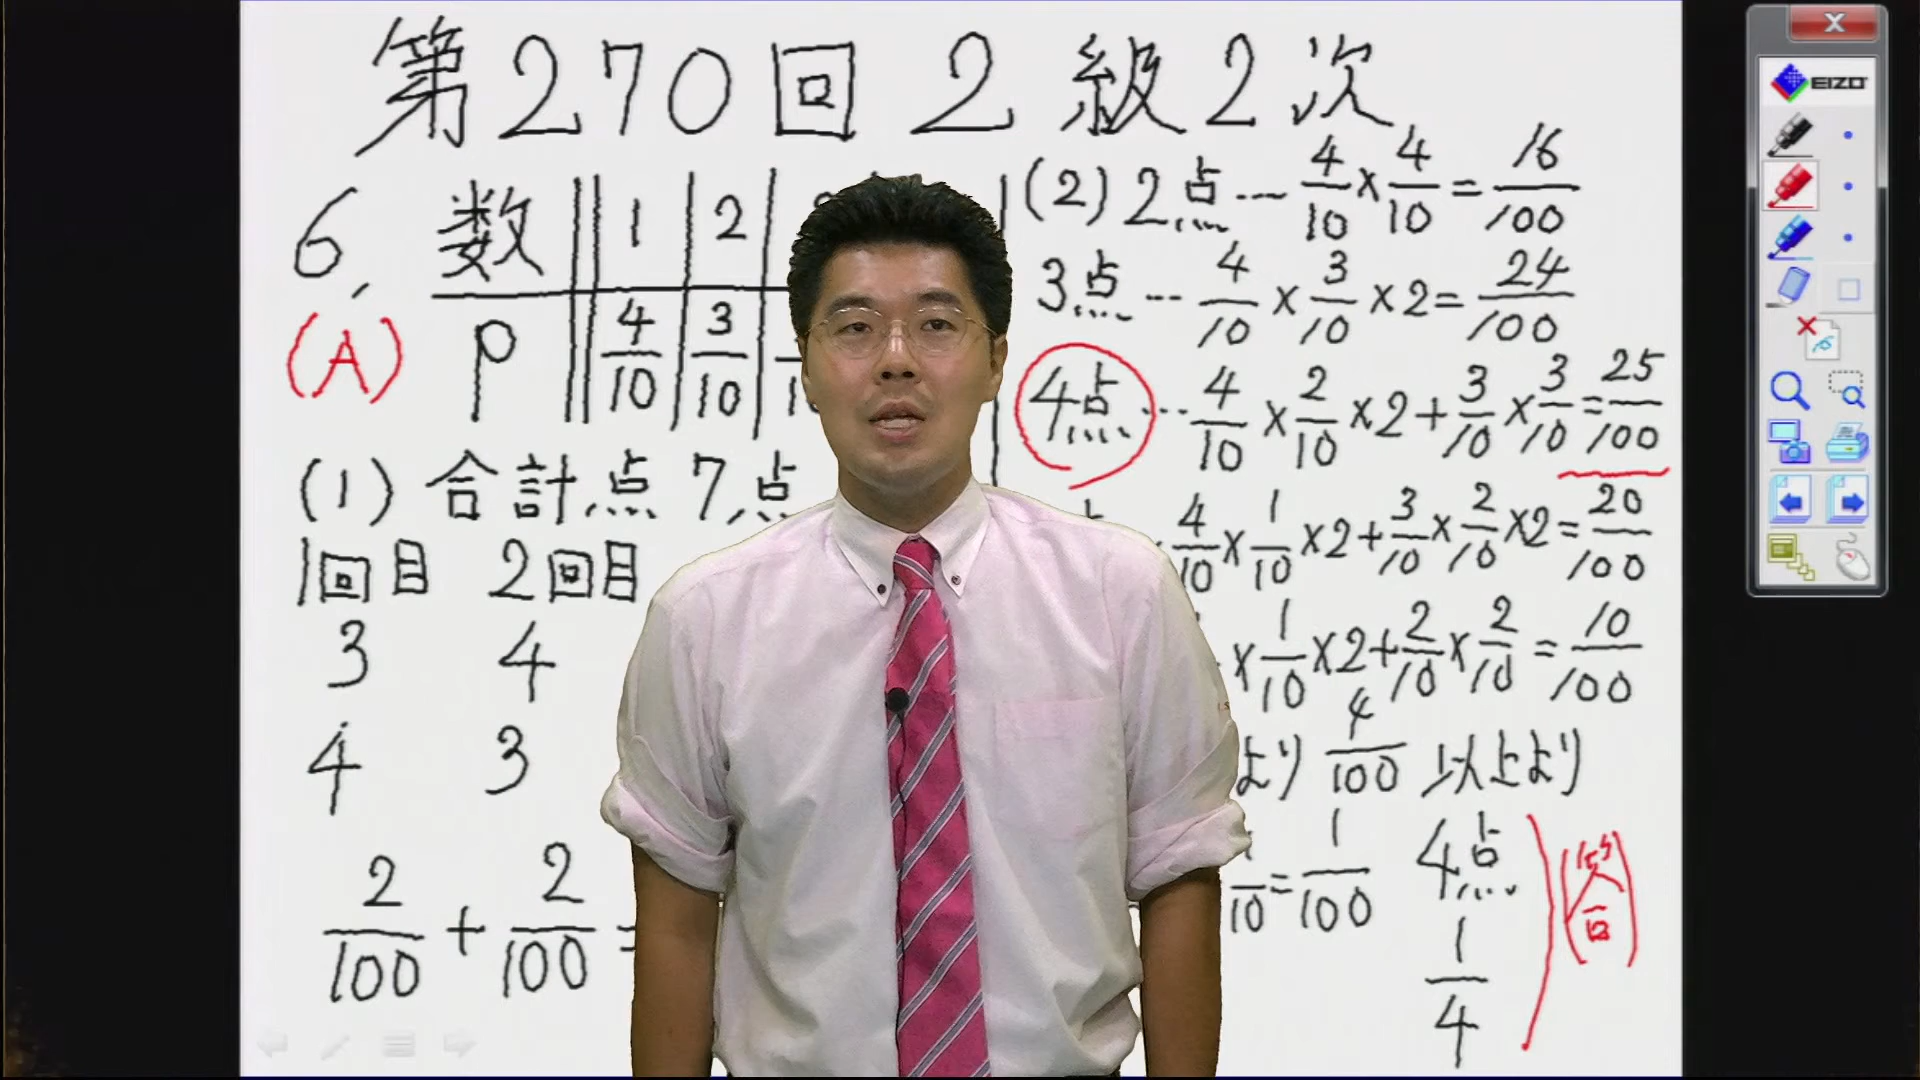 第270回 2級2次
6, 数 1 2
(A) P 4/10 3/10
(1) 合計点 7点
1回目 2回目
3 4
4 3
2/100 + 2/100 =
(2) 2点 … 4/10 × 4/10 = 16/100
3点 … 4/10 × 3/10 × 2 = 24/100
4点 … 4/10 × 2/10 × 2 + 3/10 × 3/10 = 25/100
4/10 × 1/10 × 2 + 3/10 × 2/10 × 2 = 20/100
× 1/10 × 2 + 2/10 × 2/10 = 10/100
より 4/100 以上より
/10 = 1/100
4点
1/4
(答)
EIZO